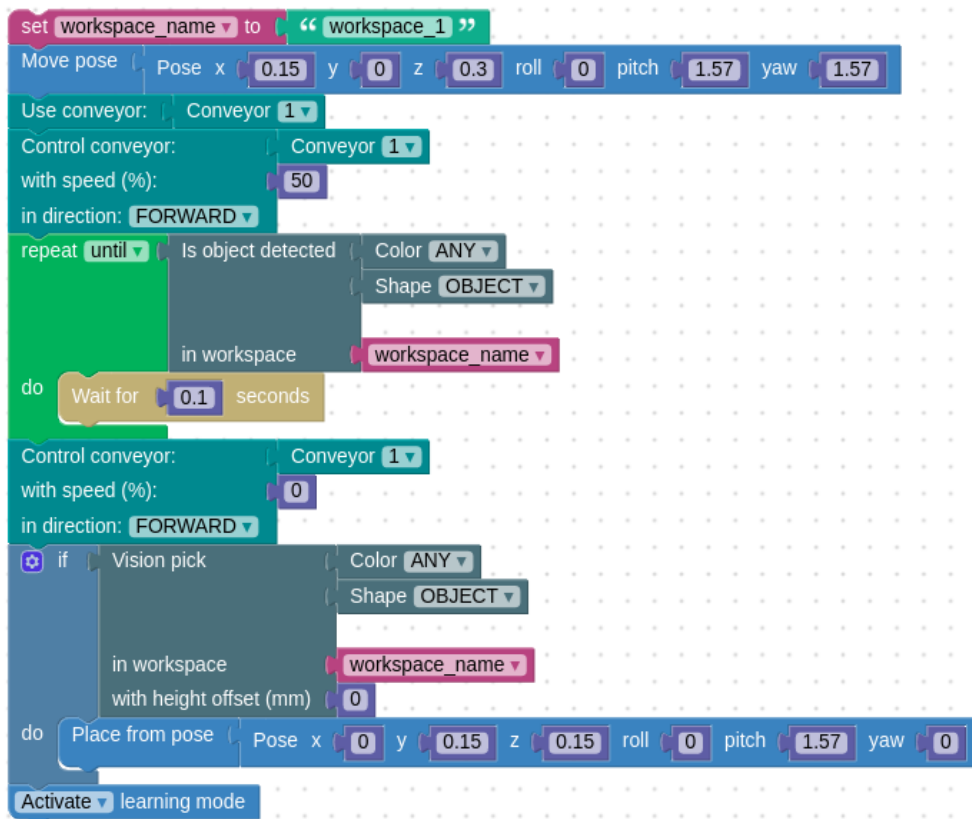 set workspace_name ▾ to “ workspace_1 ”
Move pose Pose x 0.15 y 0 z 0.3 roll 0 pitch 1.57 yaw 1.57
Use conveyor: Conveyor 1 ▾
Control conveyor: Conveyor 1 ▾
with speed (%): 50
in direction: FORWARD ▾
repeat until ▾ Is object detected Color ANY ▾
Shape OBJECT ▾
in workspace workspace_name ▾
do Wait for 0.1 seconds
Control conveyor: Conveyor 1 ▾
with speed (%): 0
in direction: FORWARD ▾
if Vision pick Color ANY ▾
Shape OBJECT ▾
in workspace workspace_name ▾
with height offset (mm) 0
do Place from pose Pose x 0 y 0.15 z 0.15 roll 0 pitch 1.57 yaw 0
Activate ▾ learning mode